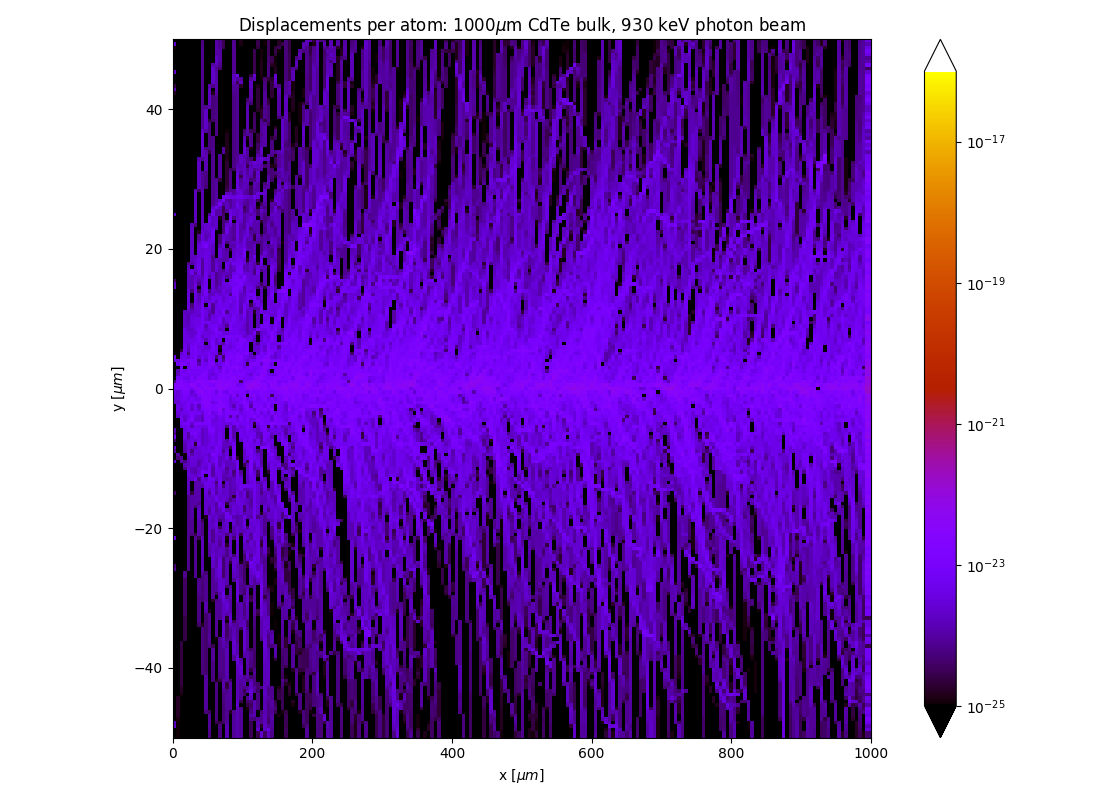 Displacements per atom: 1000μm CdTe bulk, 930 keV photon beam
40
20
0
−20
−40
y [μm]
0 200 400 600 800 1000
x [μm]
10⁻¹⁷
10⁻¹⁹
10⁻²¹
10⁻²³
10⁻²⁵